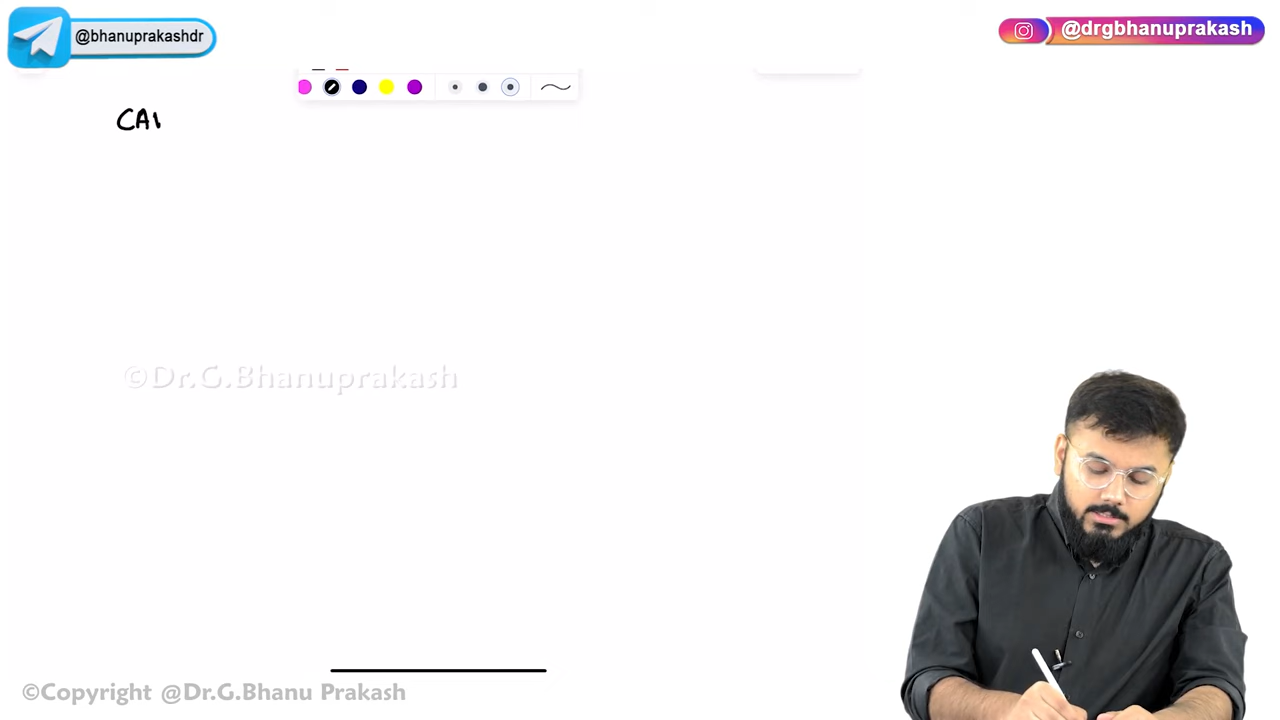 @bhanuprakashdr
@drgbhanuprakash
CA
©Dr.G.Bhanuprakash
©Copyright @Dr.G.Bhanu Prakash